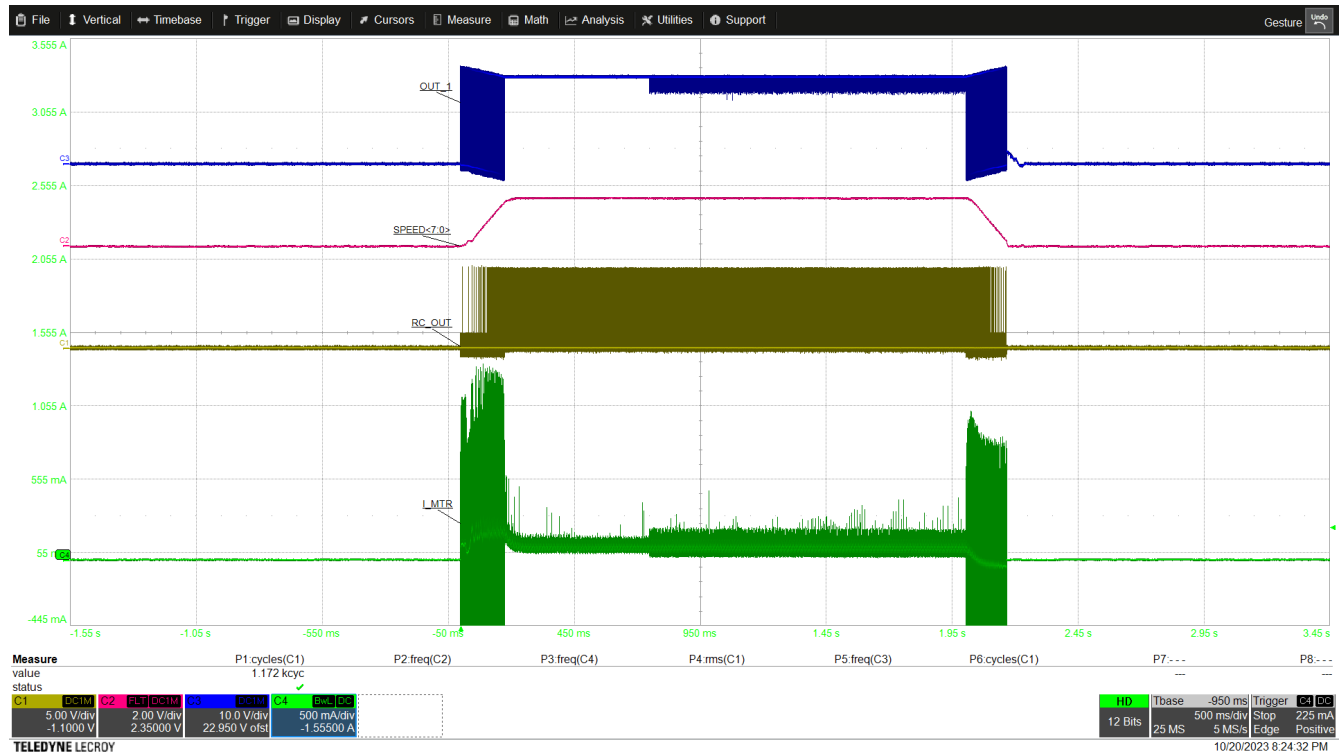 File Vertical Timebase Trigger Display Cursors Measure Math Analysis Utilities Support Gesture Undo
3.555 A
OUT_1
3.055 A
C3
2.555 A
SPEED<7:0>
C2
2.055 A
RC_OUT
1.555 A
C1
1.055 A
555 mA
I_MTR
55 m
C4
-445 mA
-1.55 s -1.05 s -550 ms -50 ms 450 ms 950 ms 1.45 s 1.95 s 2.45 s 2.95 s 3.45 s
Measure P1:cycles(C1) P2:freq(C2) P3:freq(C4) P4:rms(C1) P5:freq(C3) P6:cycles(C1) P7:- - - P8:- - -
value 1.172 kcyc --- ---
status
C1 DC1M C2 FLT DC1M C3 DC1M C4 BwL DC HD Tbase -950 ms Trigger C4 DC
5.00 V/div 2.00 V/div 10.0 V/div 500 mA/div 12 Bits 500 ms/div Stop 225 mA
-1.1000 V 2.35000 V 22.950 V ofst -1.55500 A 25 MS 5 MS/s Edge Positive
TELEDYNE LECROY 10/20/2023 8:24:32 PM